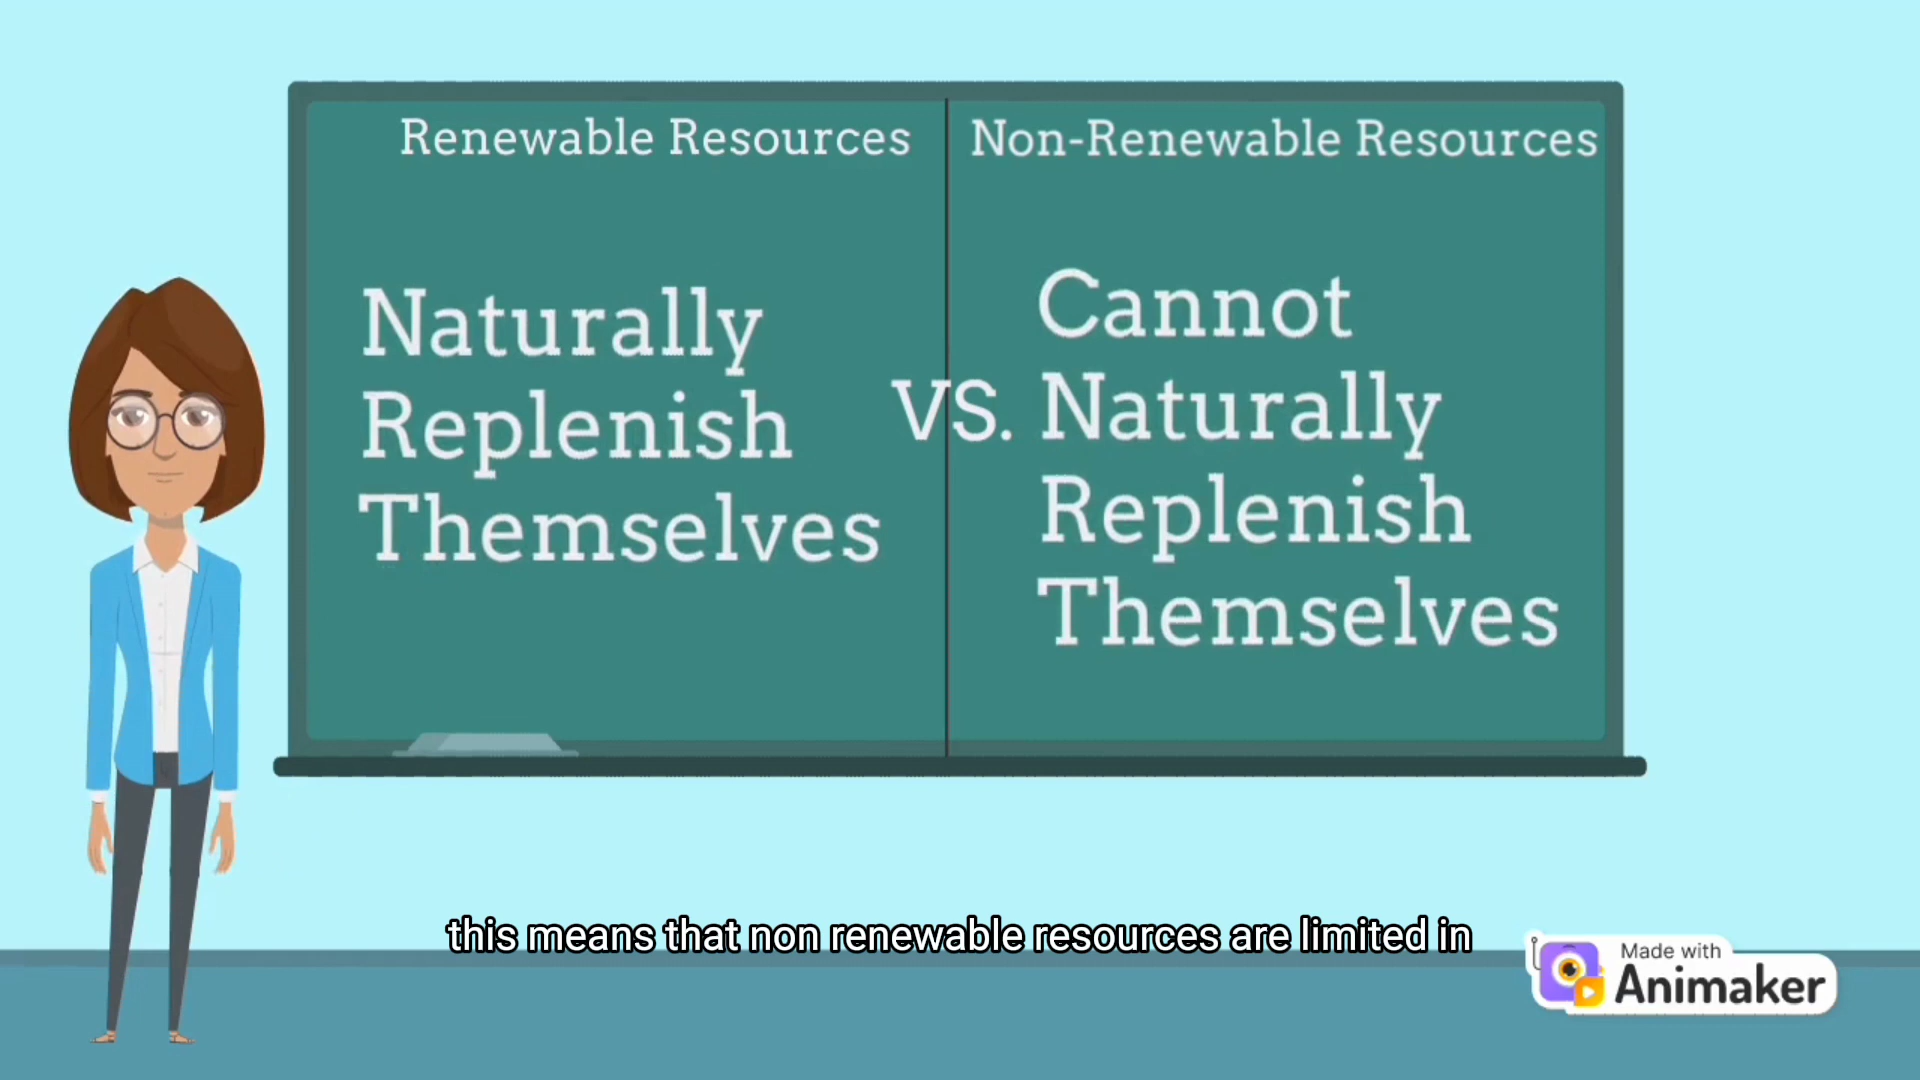 Renewable Resources
Non-Renewable Resources
Naturally
Replenish
Themselves
VS.
Cannot
Naturally
Replenish
Themselves
this means that non renewable resources are limited in
Made with
Animaker